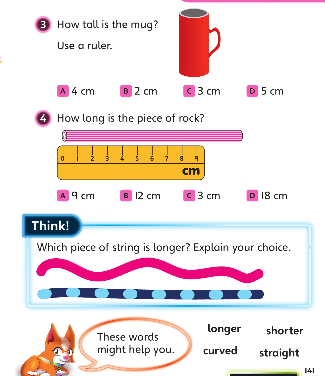 3 How tall is the mug?
Use a ruler.
A 4 cm B 2 cm C 3 cm D 5 cm
4 How long is the piece of rock?
0 1 2 3 4 5 6 7 8 9
cm
A 9 cm B 12 cm C 3 cm D 18 cm
Think!
Which piece of string is longer? Explain your choice.
These words
might help you.
longer shorter
curved straight
141